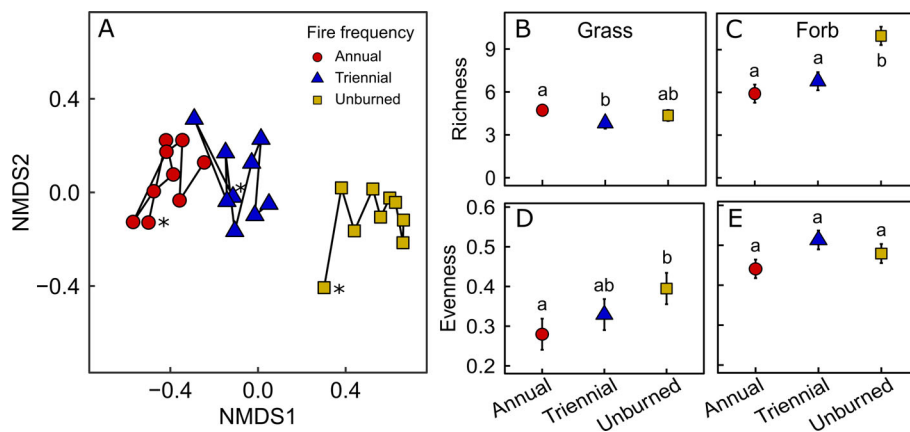 A
Fire frequency
Annual
Triennial
Unburned
NMDS2
0.4
0.0
−0.4
−0.4
0.0
0.4
NMDS1
*
*
*
B
Grass
Richness
9
6
3
0
a
b
ab
C
Forb
a
a
b
D
Evenness
0.6
0.5
0.4
0.3
0.2
a
ab
b
Annual
Triennial
Unburned
E
a
a
a
Annual
Triennial
Unburned